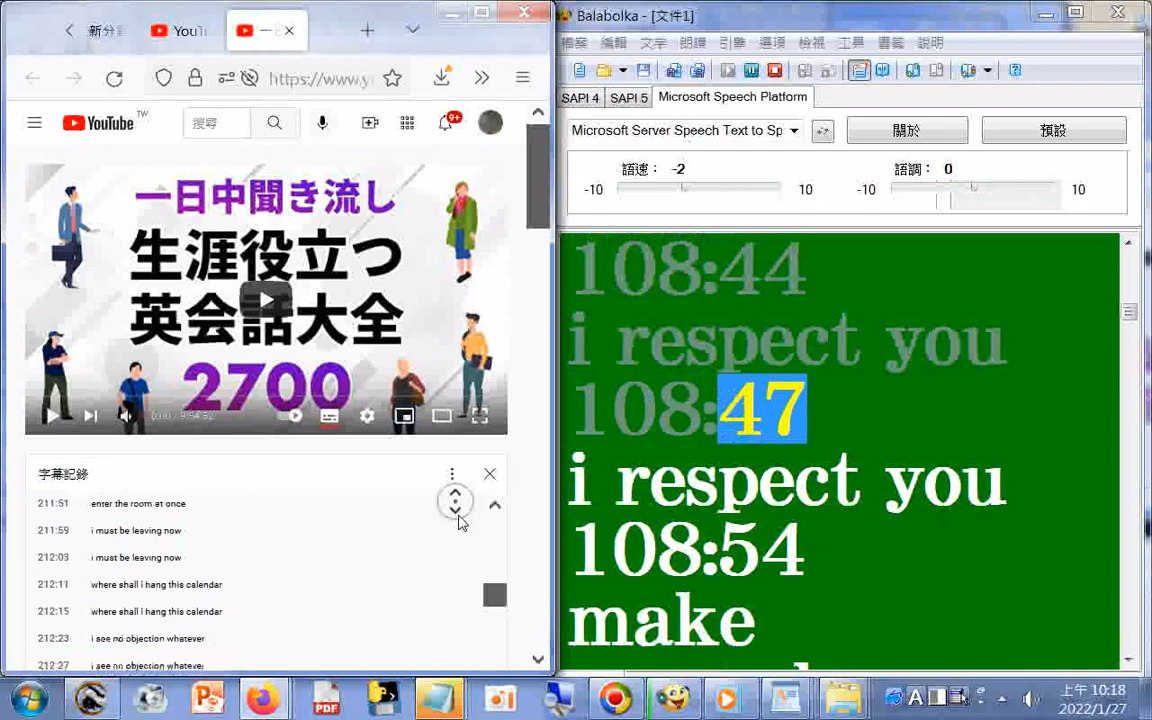 新分
YouT
一E
https://www.y
YouTube TW
搜尋
9+
一日中聞き流し
生涯役立つ
英会話大全
2700
字幕記錄
211:51 enter the room at once
211:59 i must be leaving now
212:03 i must be leaving now
212:11 where shall i hang this calendar
212:15 where shall i hang this calendar
212:23 i see no objection whatever
212:27 i see no objection whatever
Balabolka - [文件1]
檔案 編輯 文字 朗讀 引擎 選項 檢視 工具 書籤 說明
SAPI 4 SAPI 5 Microsoft Speech Platform
Microsoft Server Speech Text to Sp
關於
預設
語速： -2
語調： 0
-10 10 -10 10
108:44
i respect you
108:47
i respect you
108:54
make
PDF
A
上午 10:18
2022/1/27